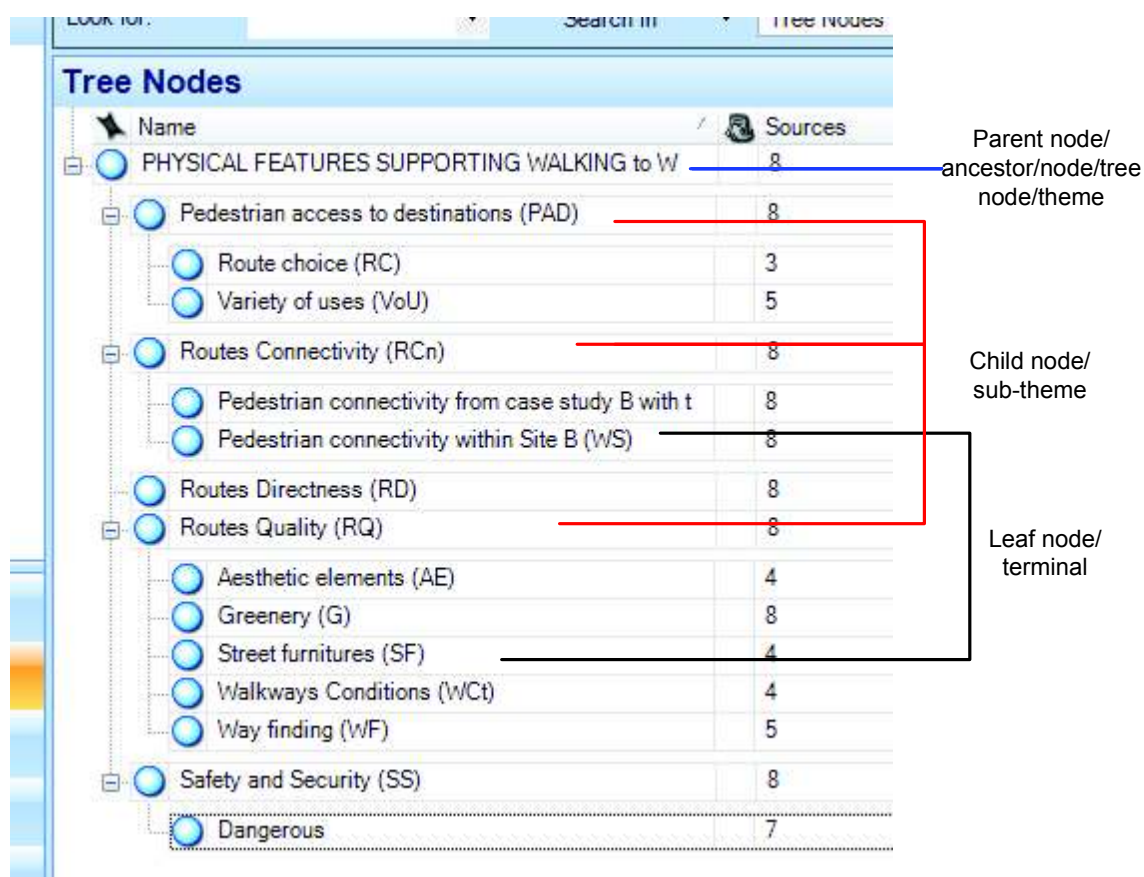 Look for:
Search In
Tree Nodes
Tree Nodes
Name / Sources
PHYSICAL FEATURES SUPPORTING WALKING to W 8
Pedestrian access to destinations (PAD) 8
Route choice (RC) 3
Variety of uses (VoU) 5
Routes Connectivity (RCn) 8
Pedestrian connectivity from case study B with t 8
Pedestrian connectivity within Site B (WS) 8
Routes Directness (RD) 8
Routes Quality (RQ) 8
Aesthetic elements (AE) 4
Greenery (G) 8
Street furnitures (SF) 4
Walkways Conditions (WCt) 4
Way finding (WF) 5
Safety and Security (SS) 8
Dangerous 7
Parent node/
ancestor/node/tree
node/theme
Child node/
sub-theme
Leaf node/
terminal